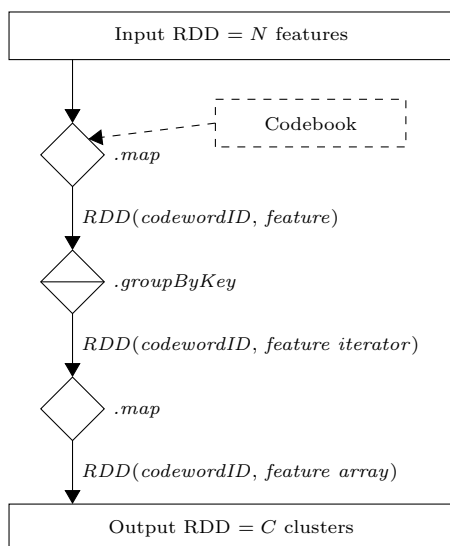 Input RDD = N features
Codebook
.map
RDD(codewordID, feature)
.groupByKey
RDD(codewordID, feature iterator)
.map
RDD(codewordID, feature array)
Output RDD = C clusters